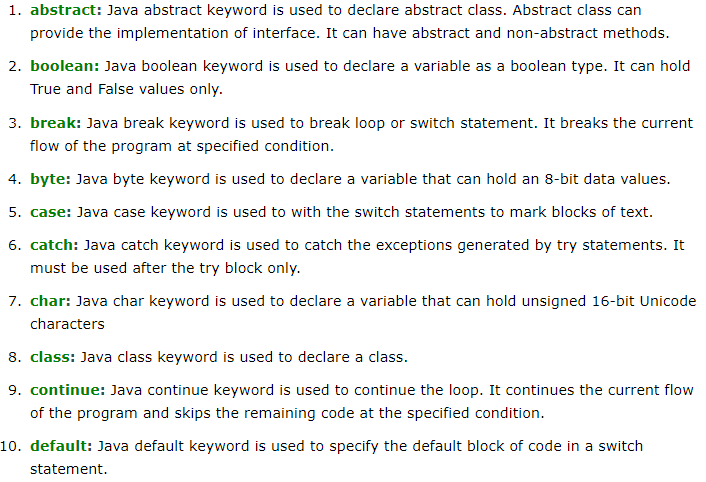 1. abstract: Java abstract keyword is used to declare abstract class. Abstract class can
provide the implementation of interface. It can have abstract and non-abstract methods.
2. boolean: Java boolean keyword is used to declare a variable as a boolean type. It can hold
True and False values only.
3. break: Java break keyword is used to break loop or switch statement. It breaks the current
flow of the program at specified condition.
4. byte: Java byte keyword is used to declare a variable that can hold an 8-bit data values.
5. case: Java case keyword is used to with the switch statements to mark blocks of text.
6. catch: Java catch keyword is used to catch the exceptions generated by try statements. It
must be used after the try block only.
7. char: Java char keyword is used to declare a variable that can hold unsigned 16-bit Unicode
characters
8. class: Java class keyword is used to declare a class.
9. continue: Java continue keyword is used to continue the loop. It continues the current flow
of the program and skips the remaining code at the specified condition.
10. default: Java default keyword is used to specify the default block of code in a switch
statement.